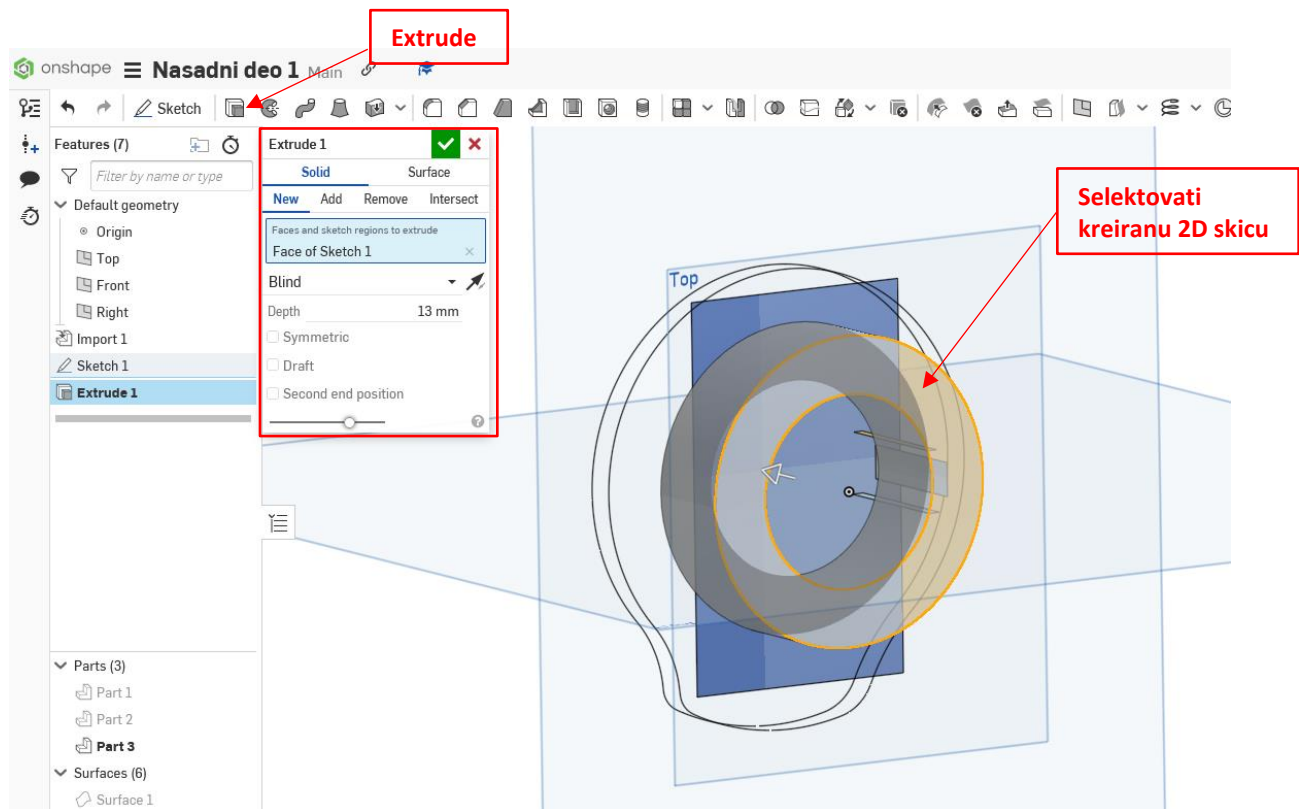 Extrude
onshape Nasadni deo 1 Main
Sketch
Features (7)
Filter by name or type
Default geometry
Origin
Top
Front
Right
Import 1
Sketch 1
Extrude 1
Extrude 1
Solid Surface
New Add Remove Intersect
Faces and sketch regions to extrude
Face of Sketch 1
Blind
Depth 13 mm
Symmetric
Draft
Second end position
Selektovati
kreiranu 2D skicu
Top
Parts (3)
Part 1
Part 2
Part 3
Surfaces (6)
Surface 1